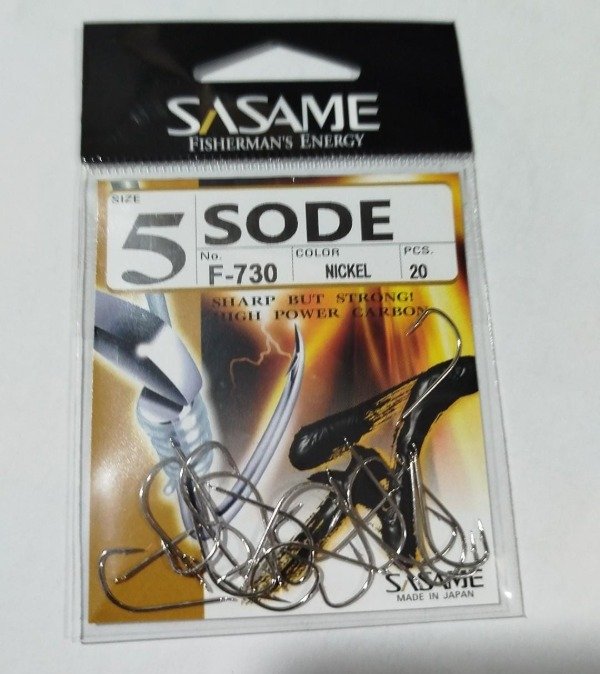 SASAME
FISHERMAN'S ENERGY
SIZE
5
SODE
No.
F-730
COLOR
NICKEL
PCS.
20
SHARP BUT STRONG!
HIGH POWER CARBON
SASAME
MADE IN JAPAN